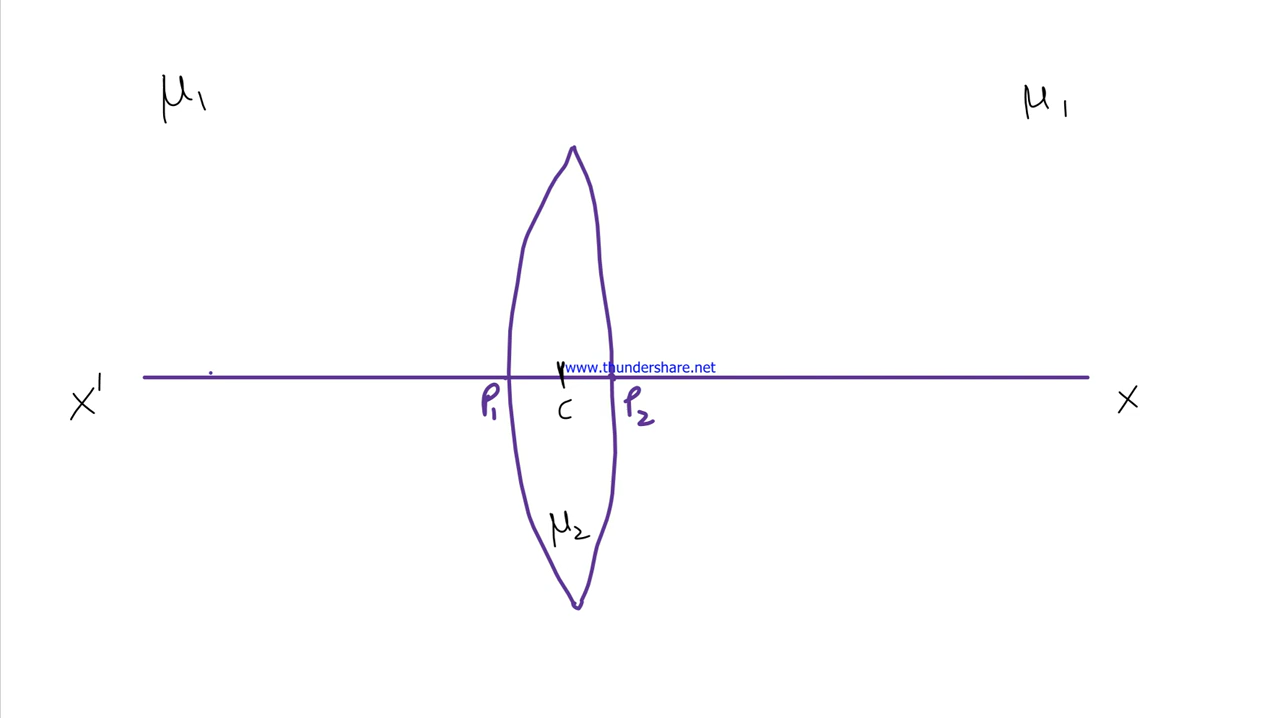 μ₁
μ₁
www.thundershare.net
X'
P₁
C
P₂
X
μ₂